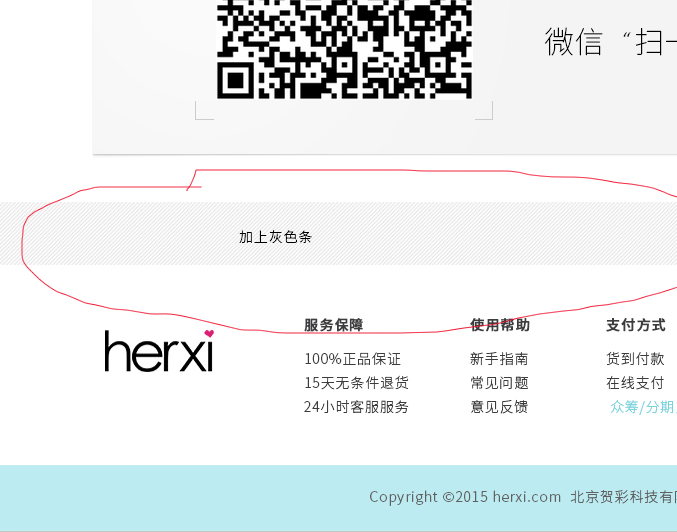 微信“扫一
加上灰色条
herxi
服务保障
100%正品保证
15天无条件退货
24小时客服服务
使用帮助
新手指南
常见问题
意见反馈
支付方式
货到付款
在线支付
众筹/分期
Copyright ©2015 herxi.com 北京贺彩科技有